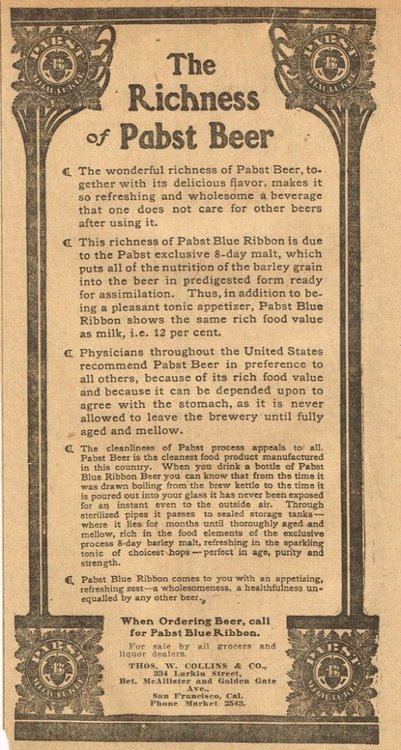 PABST
MILWAUKEE
PABST
MILWAUKEE
The
Richness
of Pabst Beer
The wonderful richness of Pabst Beer, to-
gether with its delicious flavor, makes it
so refreshing and wholesome a beverage
that one does not care for other beers
after using it.
This richness of Pabst Blue Ribbon is due
to the Pabst exclusive 8-day malt, which
puts all of the nutrition of the barley grain
into the beer in predigested form ready
for assimilation. Thus, in addition to be-
ing a pleasant tonic appetizer, Pabst Blue
Ribbon shows the same rich food value
as milk, i.e. 12 per cent.
Physicians throughout the United States
recommend Pabst Beer in preference to
all others, because of its rich food value
and because it can be depended upon to
agree with the stomach, as it is never
allowed to leave the brewery until fully
aged and mellow.
The cleanliness of Pabst process appeals to all.
Pabst Beer is the cleanest food product manufactured
in this country. When you drink a bottle of Pabst
Blue Ribbon Beer you can know that from the time it
was drawn boiling from the brew kettle to the time it
is poured out into your glass it has never been exposed
for an instant even to the outside air. Through
sterilized pipes it passes to sealed storage tanks—
where it lies for months until thoroughly aged and
mellow, rich in the food elements of the exclusive
process 8-day barley malt, refreshing in the sparkling
tonic of choicest hops—perfect in age, purity and
strength.
Pabst Blue Ribbon comes to you with an appetizing,
refreshing zest—a wholesomeness, a healthfulness un-
equalled by any other beer.
When Ordering Beer, call
for Pabst Blue Ribbon.
For sale by all grocers and
liquor dealers.
THOS. W. COLLINS & CO.,
334 Larkin Street,
Bet. McAllister and Golden Gate
Ave.,
San Francisco, Cal.
Phone Market 2543.
PABST
MILWAUKEE
PABST
MILWAUKEE